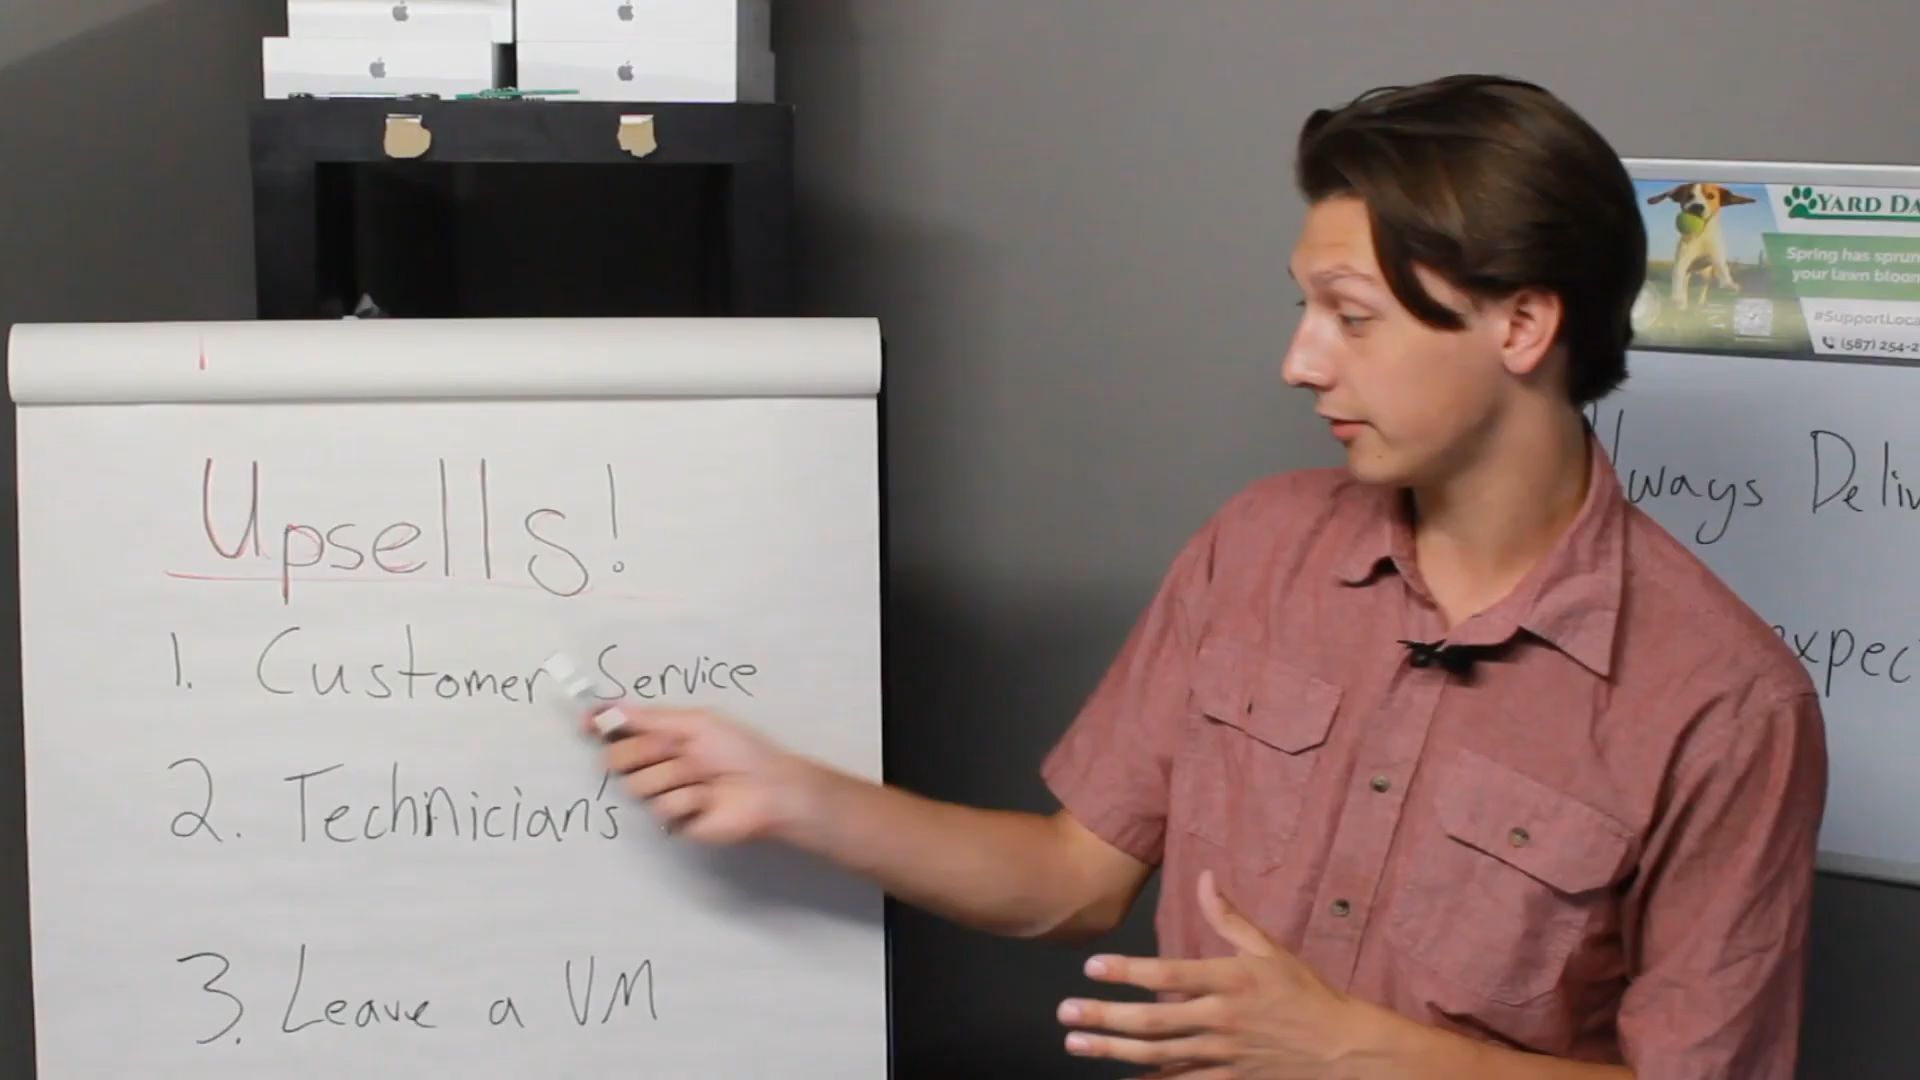 Upsells!
1. Customer Service
2. Technician's
3. Leave a VM
YARD DA
Spring has sprun
your lawn bloom
#SupportLoca
(587) 254-2
lways Deliv
expec